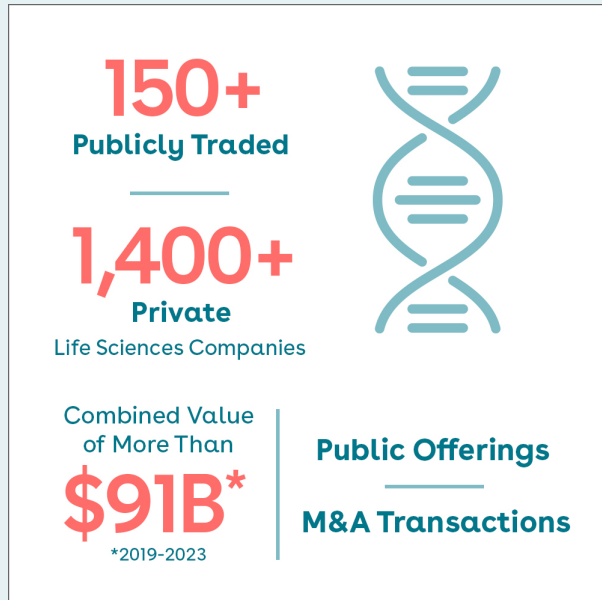 150+
Publicly Traded
1,400+
Private
Life Sciences Companies
Combined Value
of More Than
$91B*
*2019-2023
Public Offerings
M&A Transactions